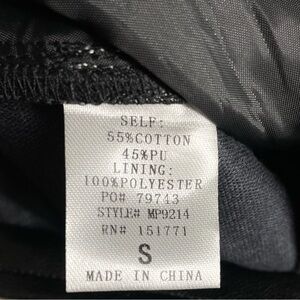 SELF:
55%COTTON
45%PU
LINING:
100%POLYESTER
PO# 79743
STYLE# MP9214
RN# 151771
S
MADE IN CHINA